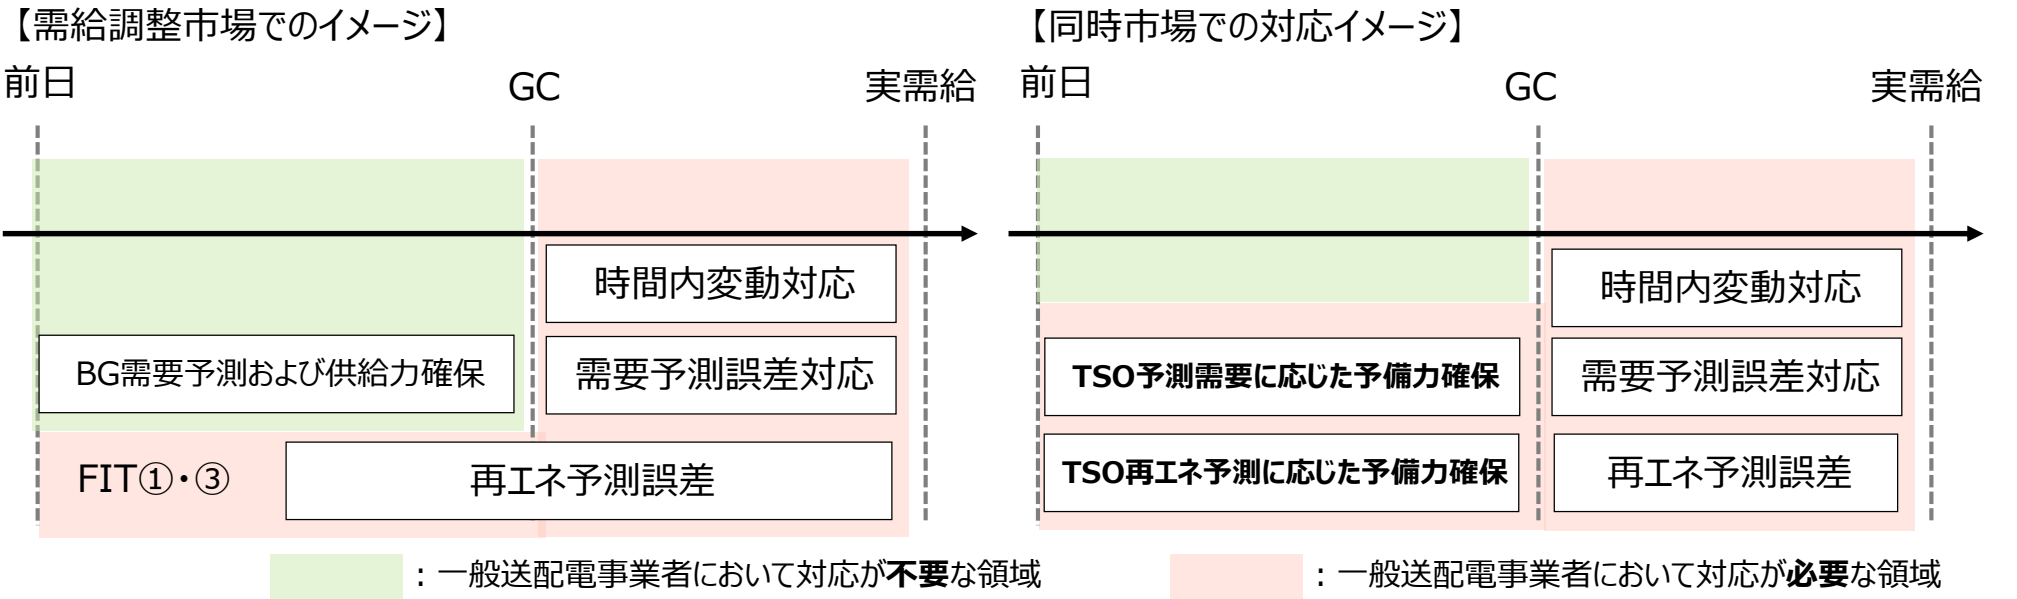 【需給調整市場でのイメージ】
前日
GC
実需給
時間内変動対応
BG需要予測および供給力確保
需要予測誤差対応
FIT①・③
再エネ予測誤差
【同時市場での対応イメージ】
前日
GC
実需給
時間内変動対応
TSO予測需要に応じた予備力確保
需要予測誤差対応
TSO再エネ予測に応じた予備力確保
再エネ予測誤差
：一般送配電事業者において対応が不要な領域
：一般送配電事業者において対応が必要な領域